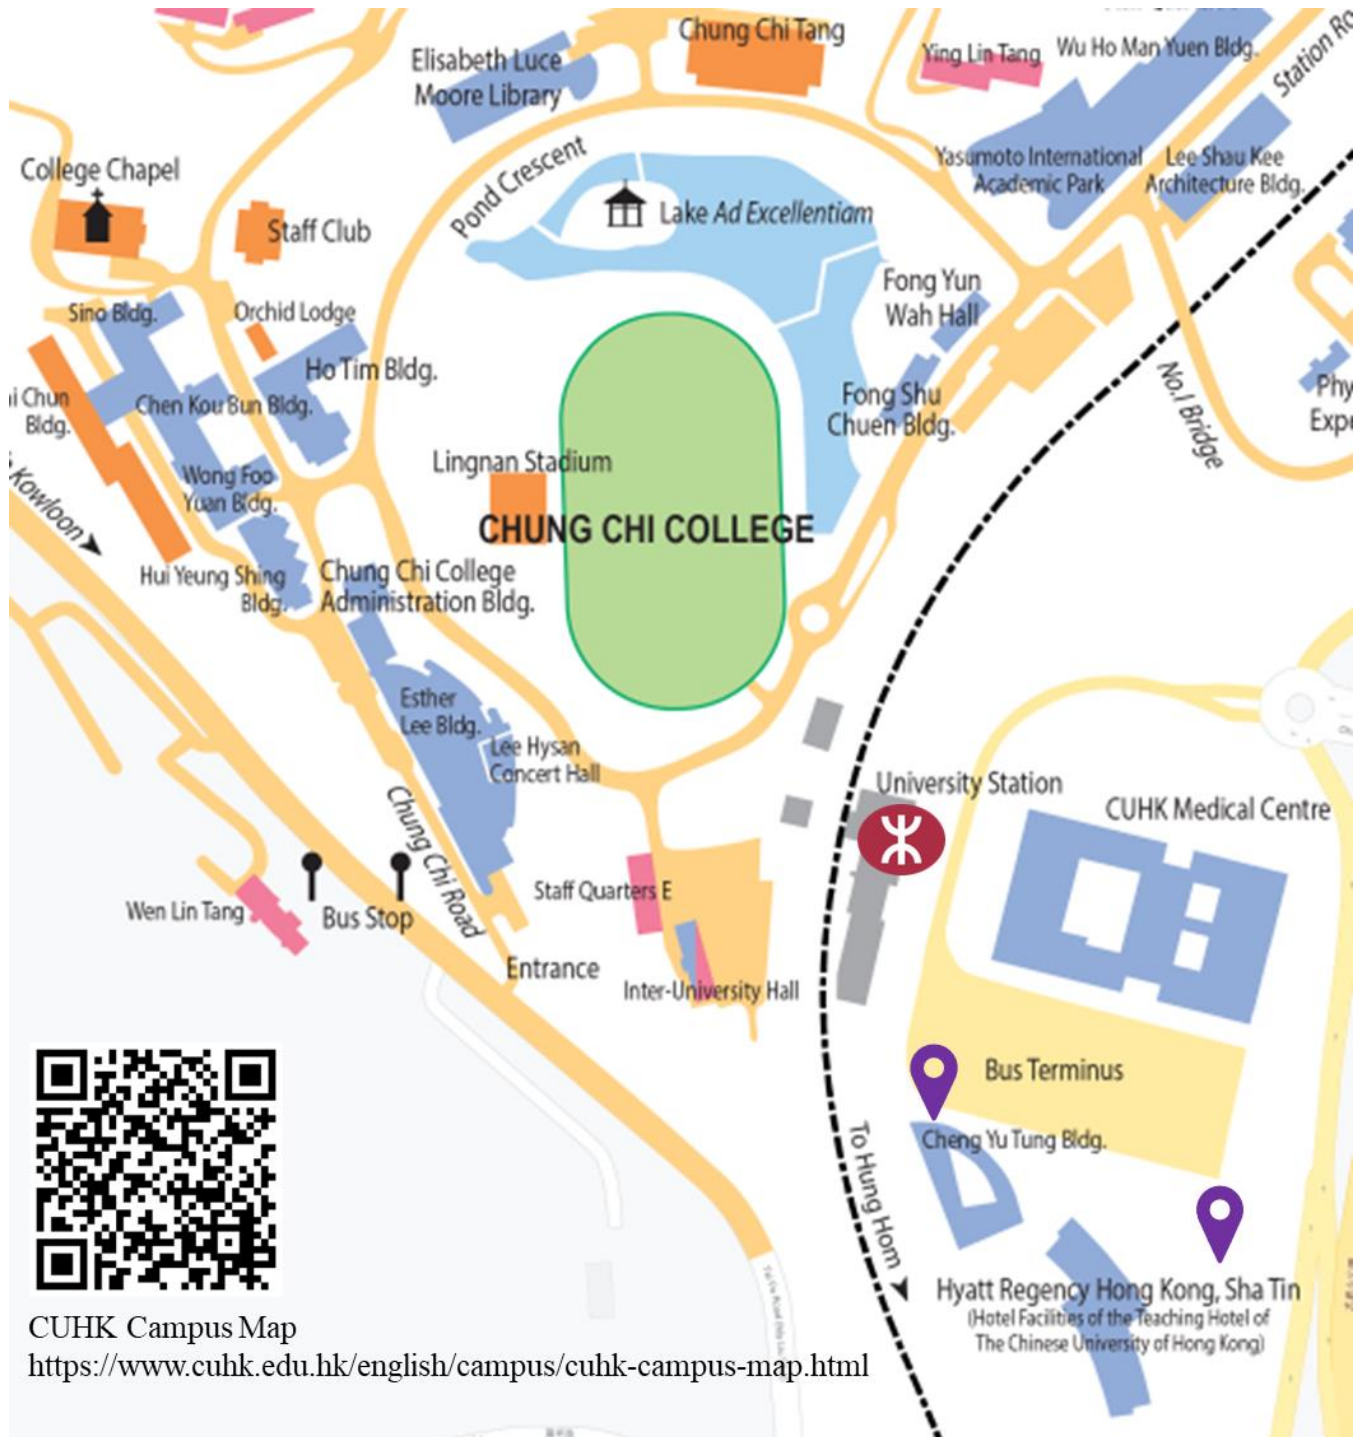 Chung Chi Tang
Elisabeth Luce
Moore Library
Ying Lin Tang
Wu Ho Man Yuen Bldg.
Station
College Chapel
Pond Crescent
Yasumoto International
Academic Park
Lee Shau Kee
Architecture Bldg.
Staff Club
Lake Ad Excellentiam
Sino Bldg.
Orchid Lodge
Fong Yun
Wah Hall
Ho Tim Bldg.
Chen Kou Bun Bldg.
Chun
Bldg.
Fong Shu
Chuen Bldg.
No.1 Bridge
Phy
Expe
Lingnan Stadium
Wong Foo
Yuan Bldg.
Kowloon
CHUNG CHI COLLEGE
Hui Yeung Shing
Bldg.
Chung Chi College
Administration Bldg.
Esther
Lee Bldg.
Lee Hysan
Concert Hall
University Station
CUHK Medical Centre
Chung Chi Road
Wen Lin Tang
Bus Stop
Staff Quarters E
Entrance
Inter-University Hall
Bus Terminus
Cheng Yu Tung Bldg.
To Hung Hom
Hyatt Regency Hong Kong, Sha Tin
(Hotel Facilities of the Teaching Hotel of
The Chinese University of Hong Kong)
CUHK Campus Map
https://www.cuhk.edu.hk/english/campus/cuhk-campus-map.html